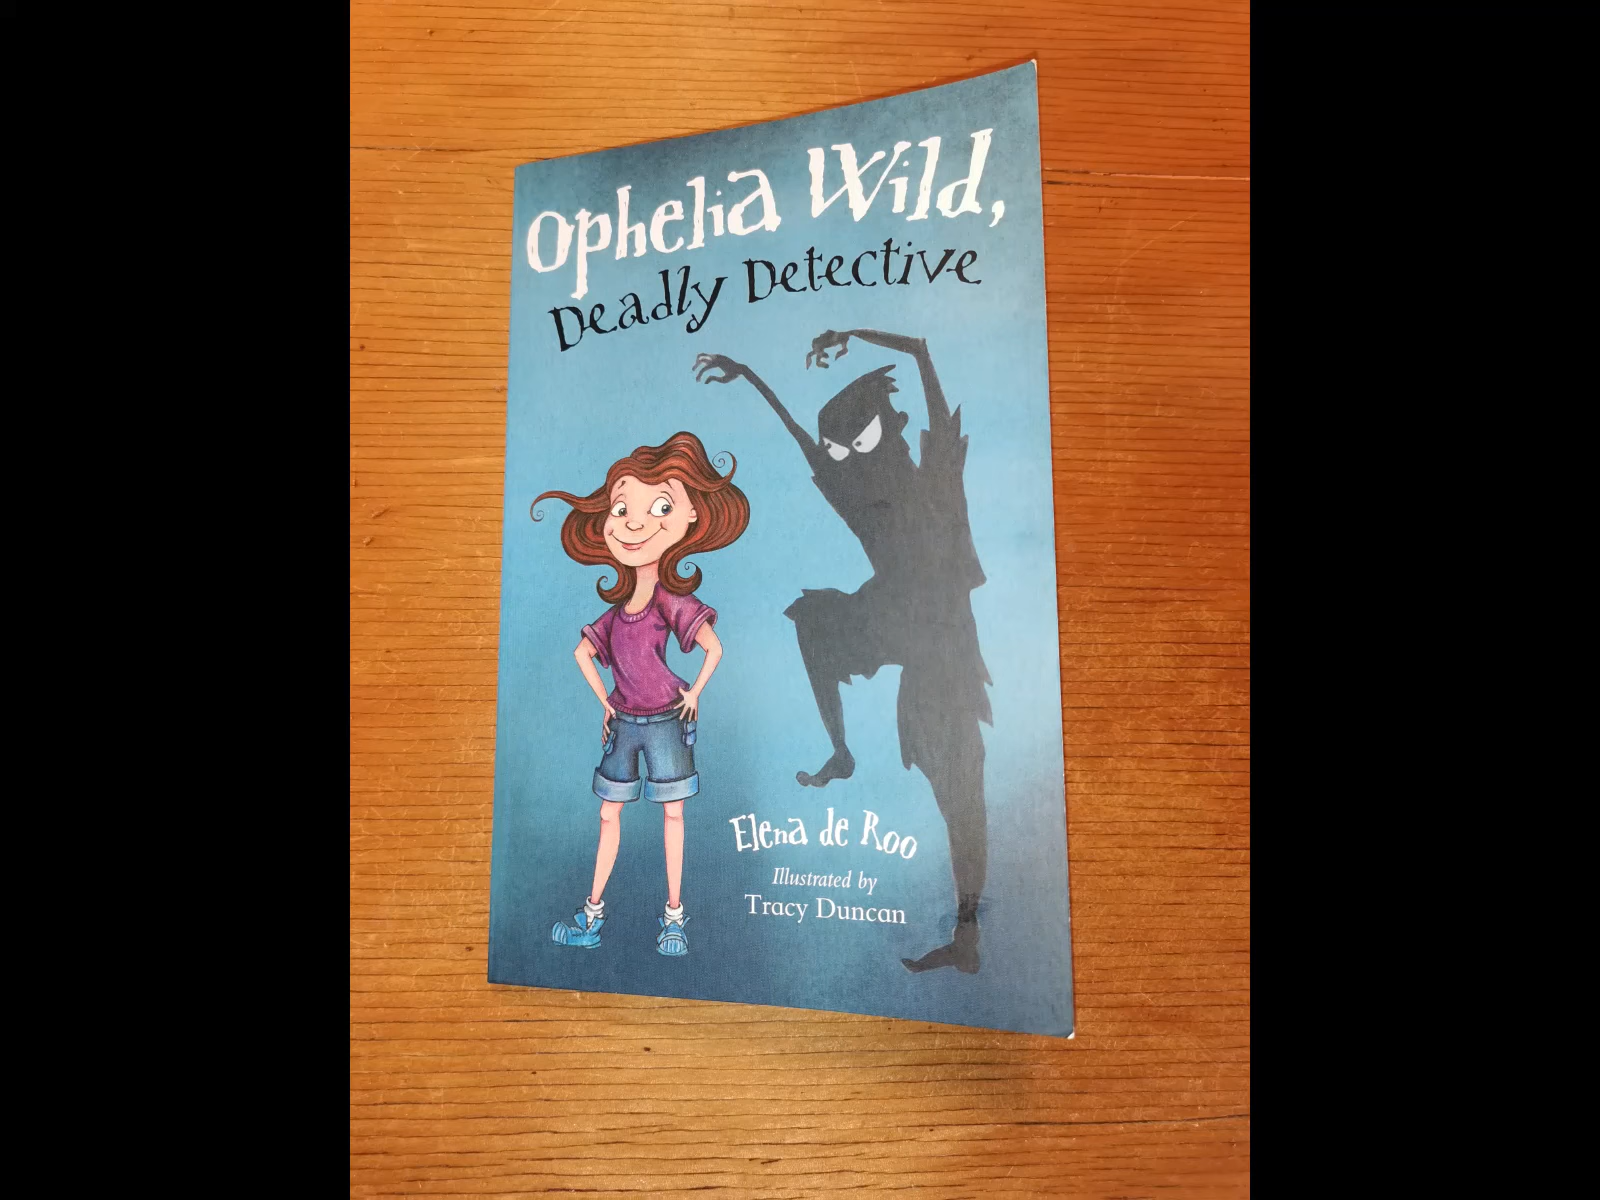 Ophelia Wild,
Deadly Detective
Elena de Roo
Illustrated by
Tracy Duncan